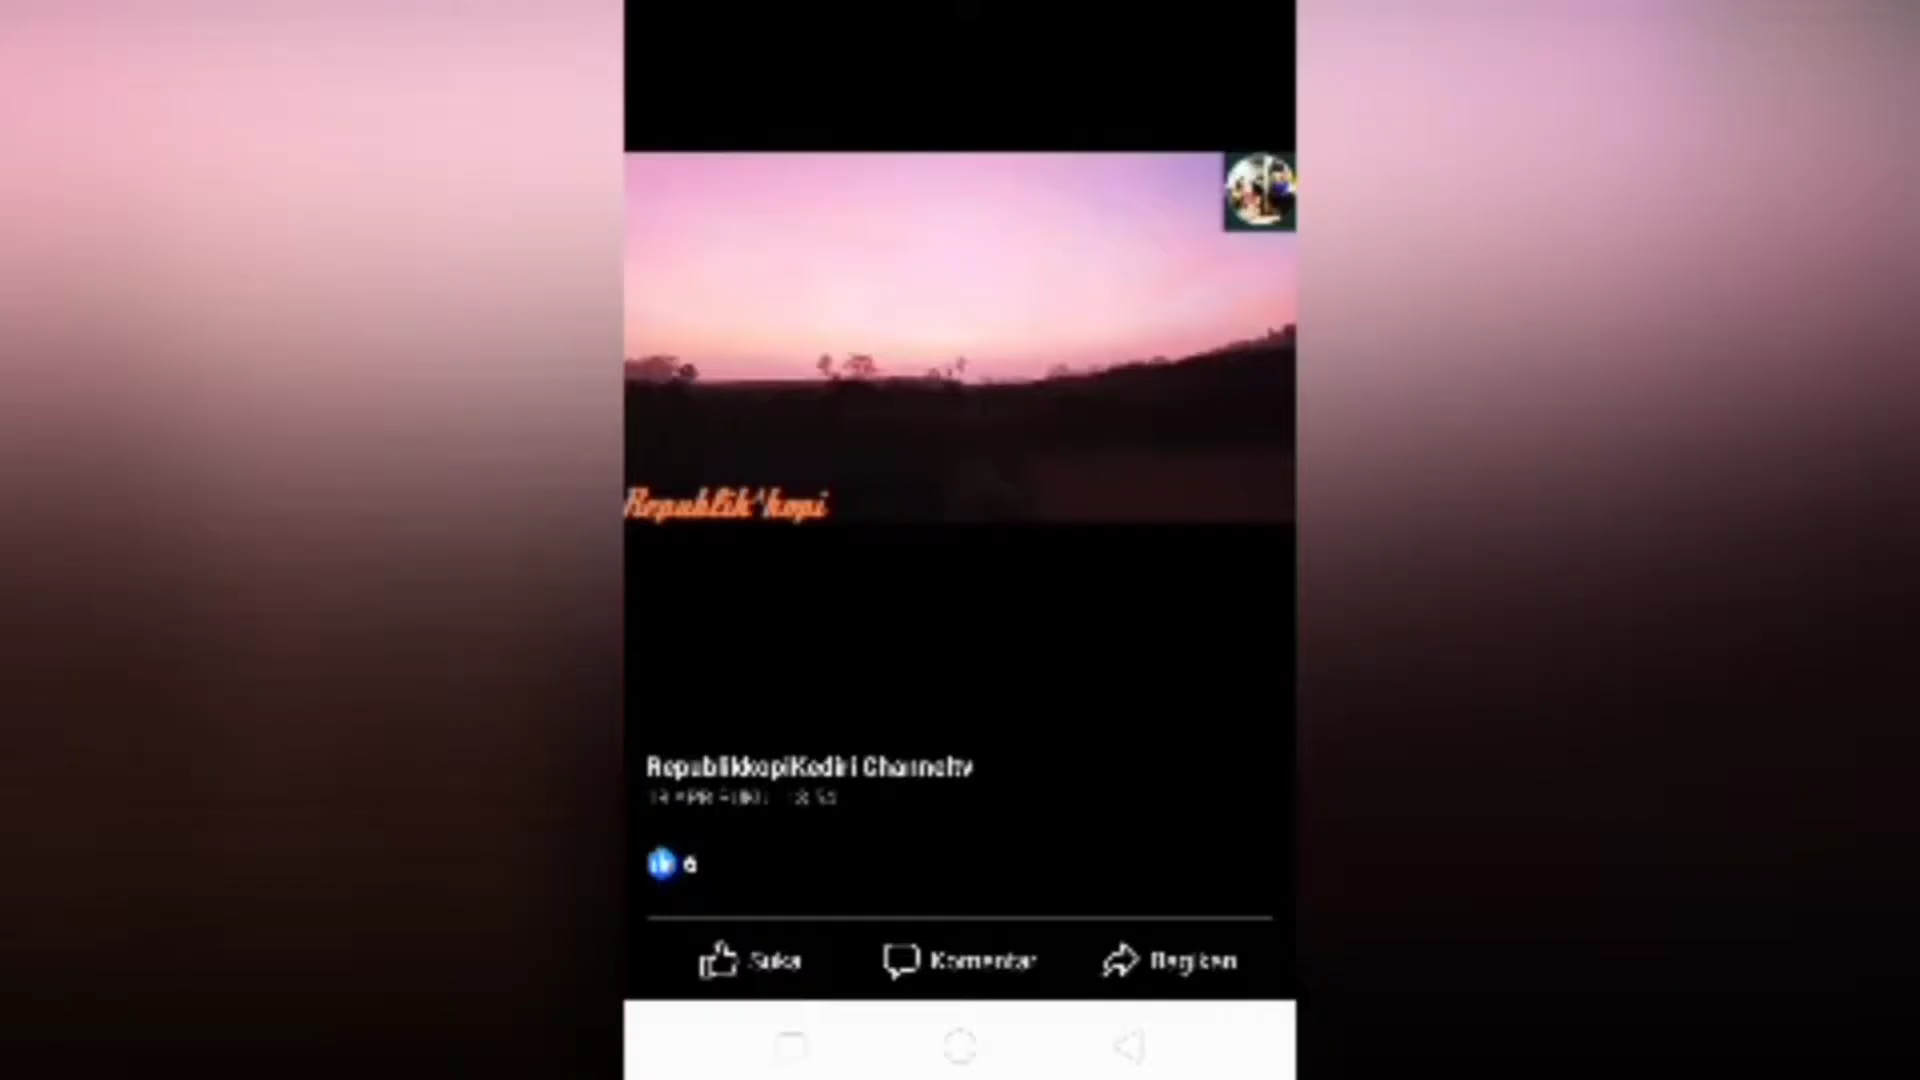 Republik'kopi
RepublikkopiKediri Channeltv
6
Suka
Komentar
Bagikan